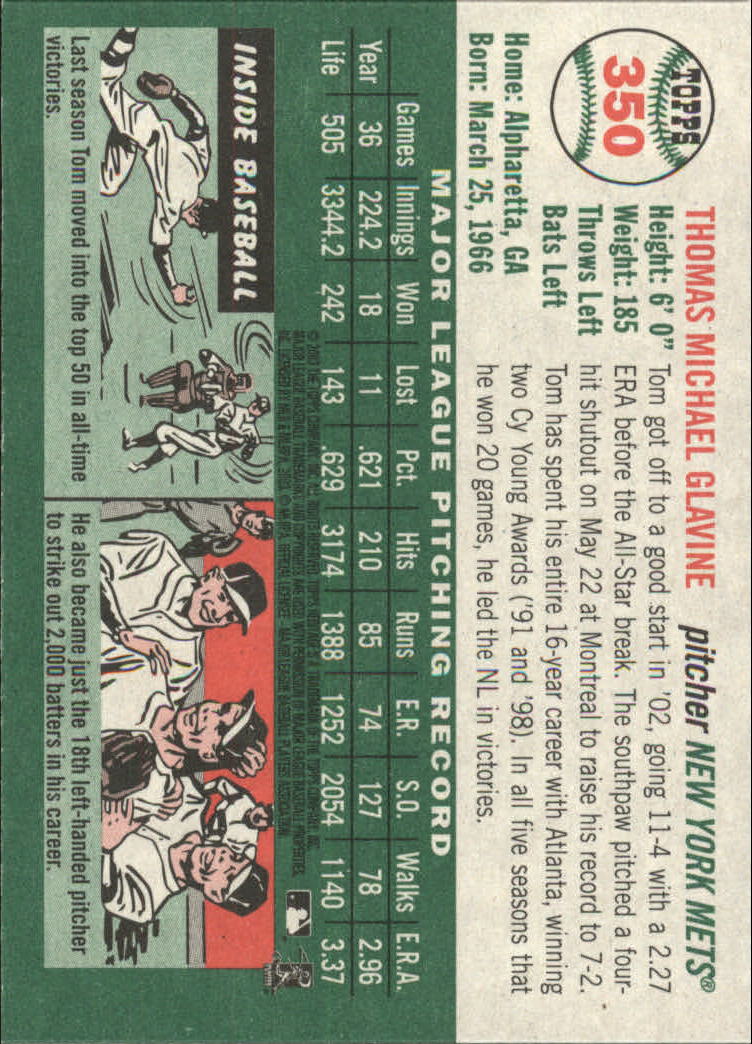 TOPPS
350
THOMAS MICHAEL GLAVINE pitcher NEW YORK METS®
Height: 6' 0"
Weight: 185
Throws Left
Bats Left
Home: Alpharetta, GA
Born: March 25, 1966
Tom got off to a good start in '02, going 11-4 with a 2.27
ERA before the All-Star break. The southpaw pitched a four-
hit shutout on May 22 at Montreal to raise his record to 7-2.
Tom has spent his entire 16-year career with Atlanta, winning
two Cy Young Awards ('91 and '98). In all five seasons that
he won 20 games, he led the NL in victories.
MAJOR LEAGUE PITCHING RECORD
Games Innings Won Lost Pct. Hits Runs E.R. S.O. Walks E.R.A.
Year 36 224.2 18 11 .621 210 85 74 127 78 2.96
Life 505 3344.2 242 143 .629 3174 1388 1252 2054 1140 3.37
INSIDE BASEBALL
Last season Tom moved into the top 50 in all-time
victories.
He also became just the 18th left-handed pitcher
to strike out 2,000 batters in his career.